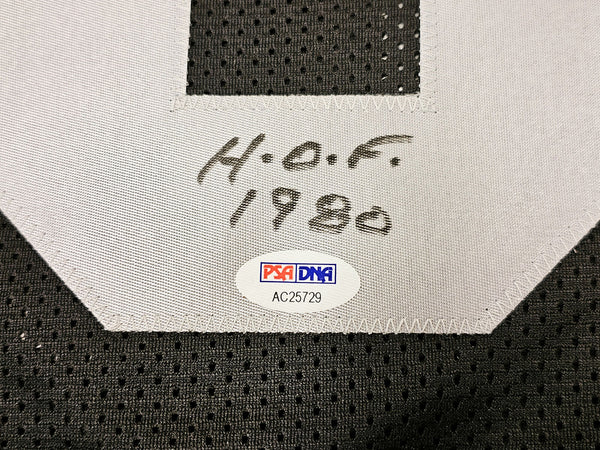 H.O.F.
1980
PSA DNA
AC25729